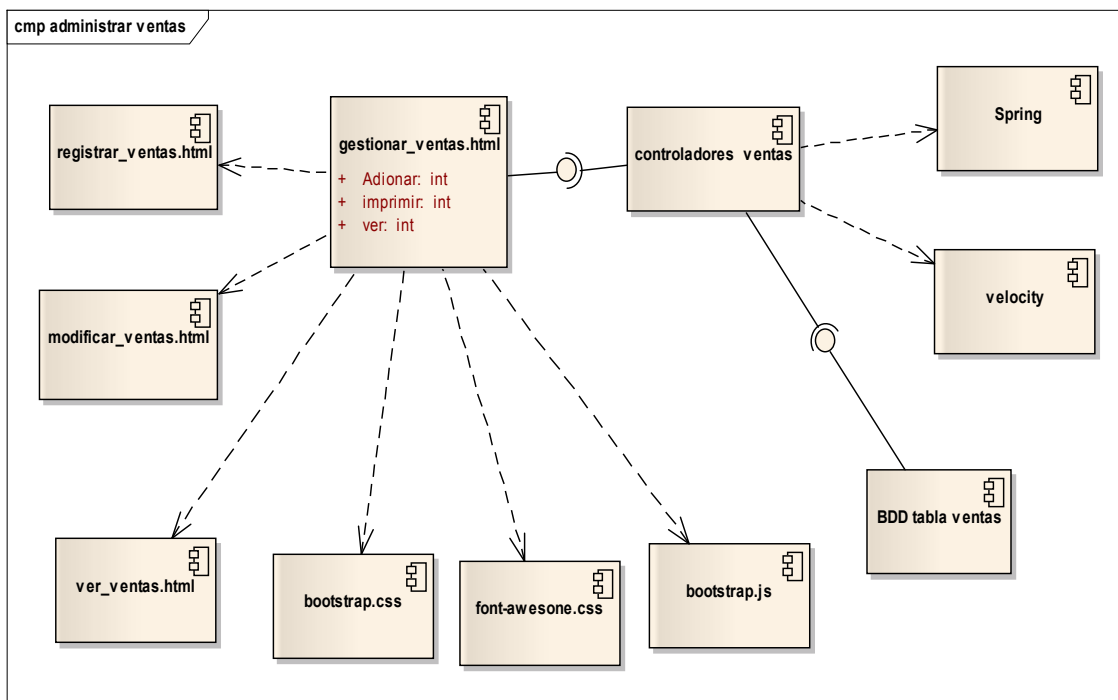 cmp administrar ventas
registrar_ventas.html
gestionar_ventas.html
+ Adionar: int
+ imprimir: int
+ ver: int
controladores ventas
Spring
velocity
modificar_ventas.html
BDD tabla ventas
ver_ventas.html
bootstrap.css
font-awesone.css
bootstrap.js